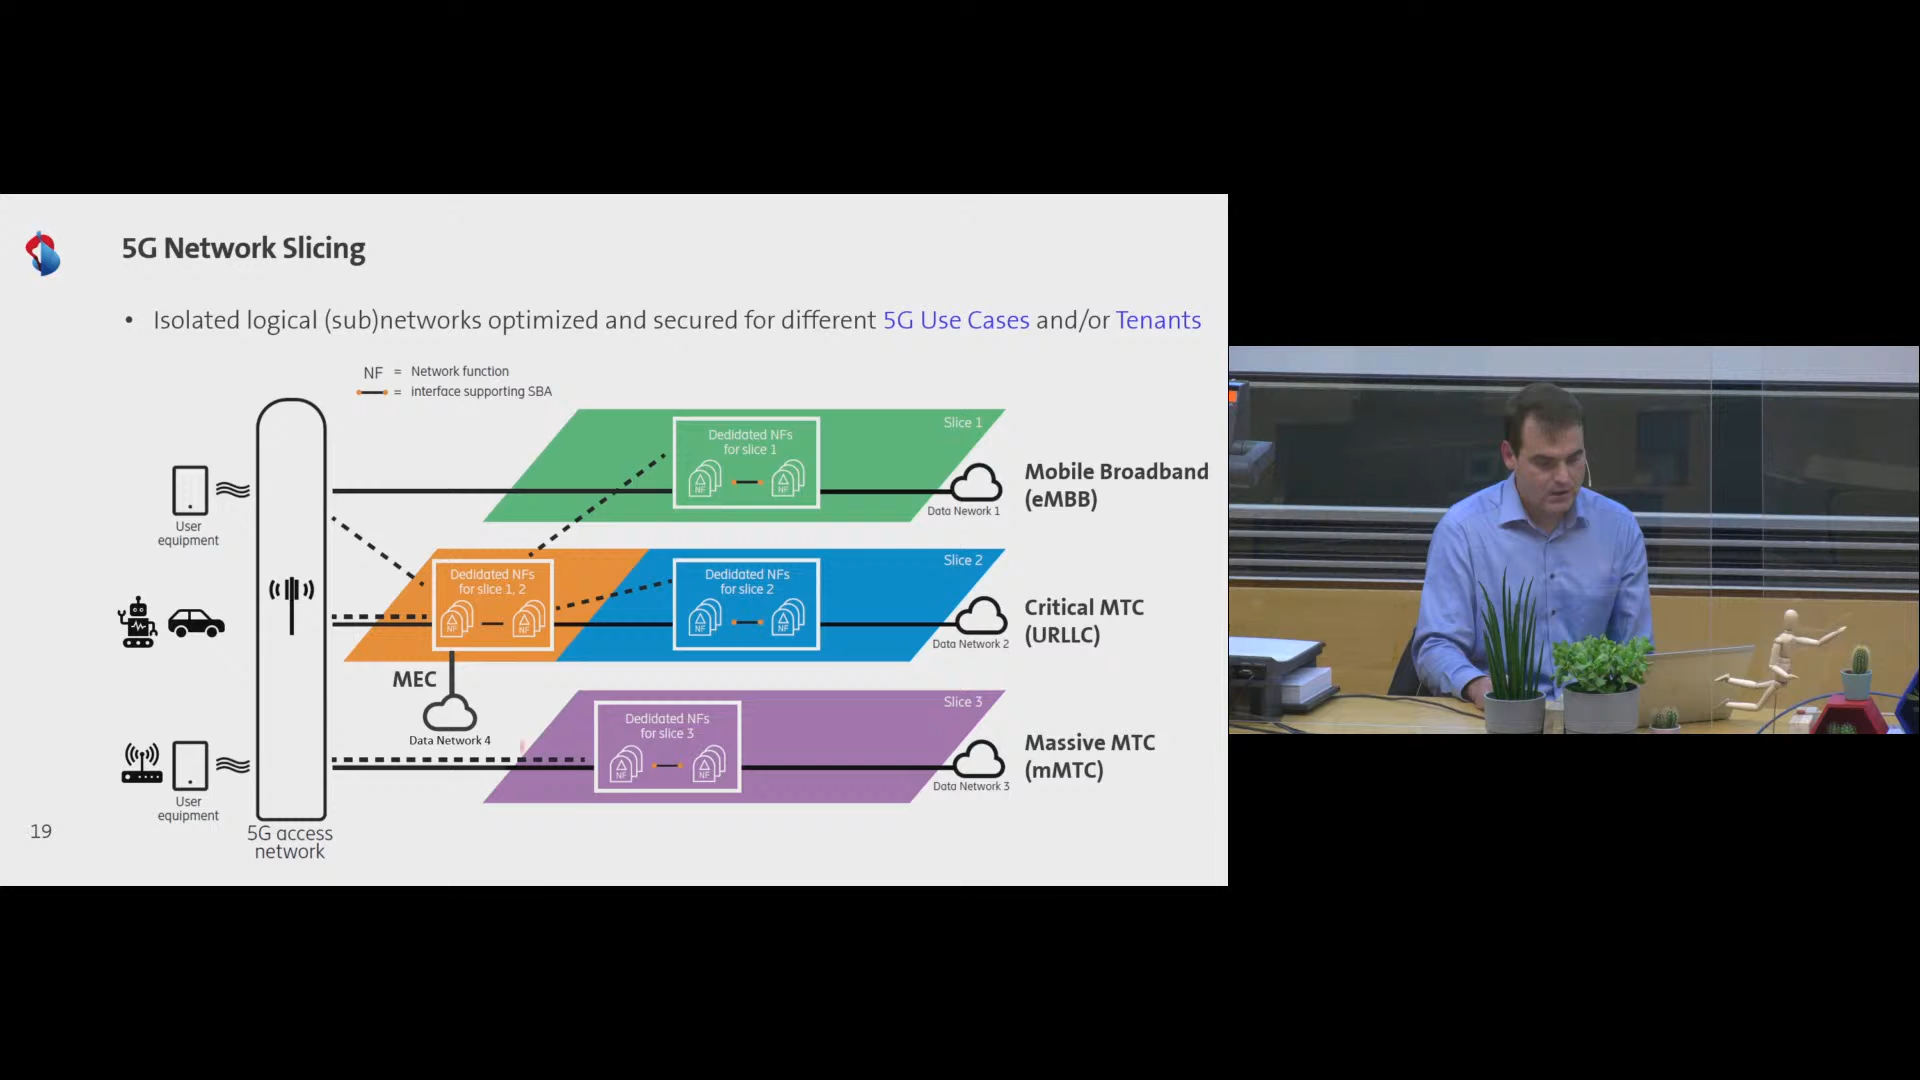 5G Network Slicing
• Isolated logical (sub)networks optimized and secured for different 5G Use Cases and/or Tenants
NF = Network function
= interface supporting SBA
Slice 1
Dedidated NFs
for slice 1
NF NF
Data Nework 1
Mobile Broadband
(eMBB)
User
equipment
Slice 2
Dedidated NFs
for slice 1, 2
NF NF
Dedidated NFs
for slice 2
NF NF
Data Network 2
Critical MTC
(URLLC)
MEC
Data Network 4
Slice 3
Dedidated NFs
for slice 3
NF NF
Data Network 3
Massive MTC
(mMTC)
User
equipment
5G access
network
19